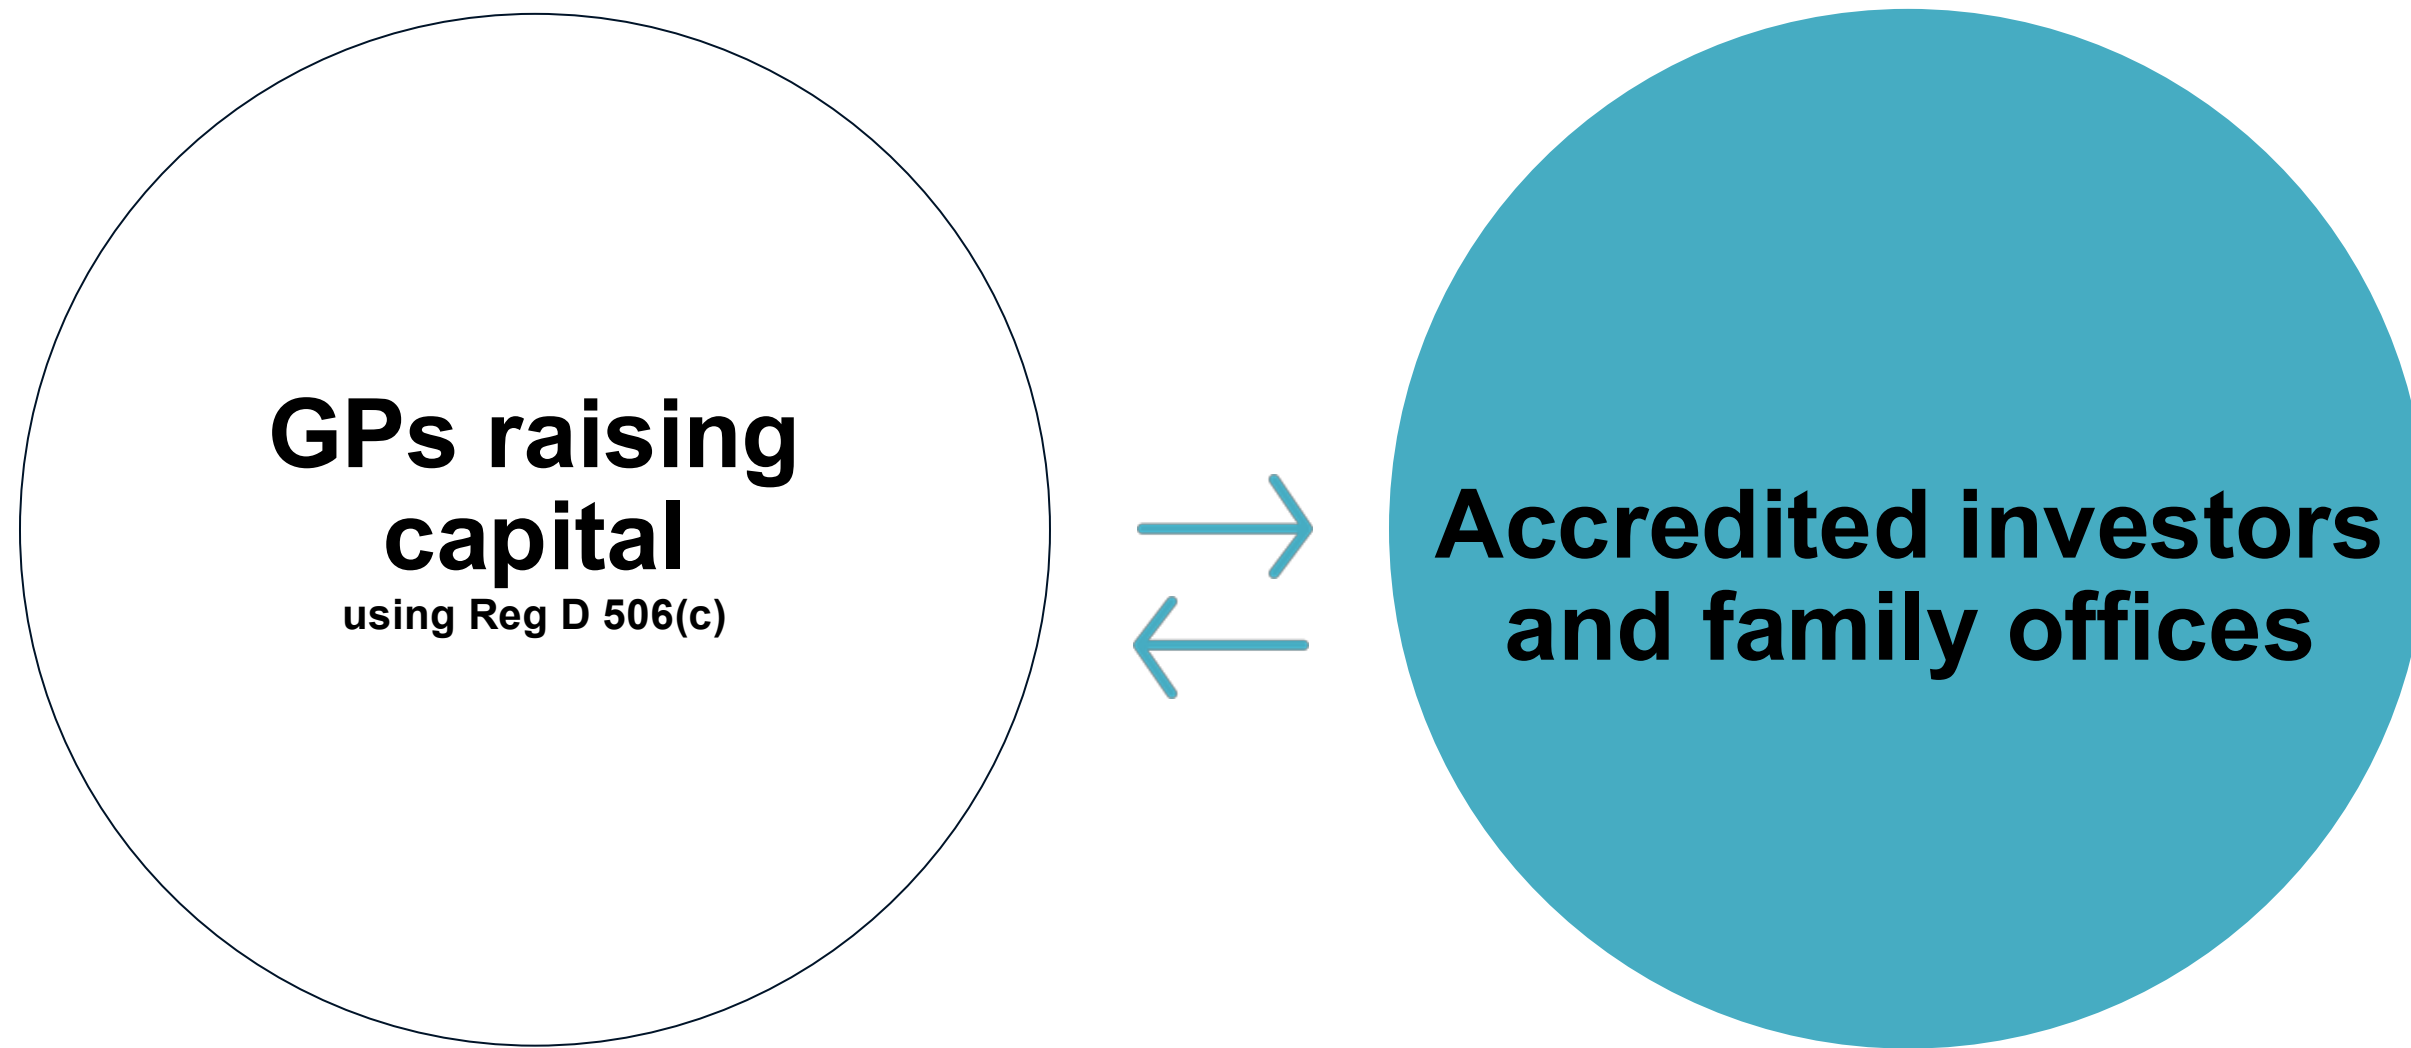 GPs raising
capital
using Reg D 506(c)
Accredited investors
and family offices